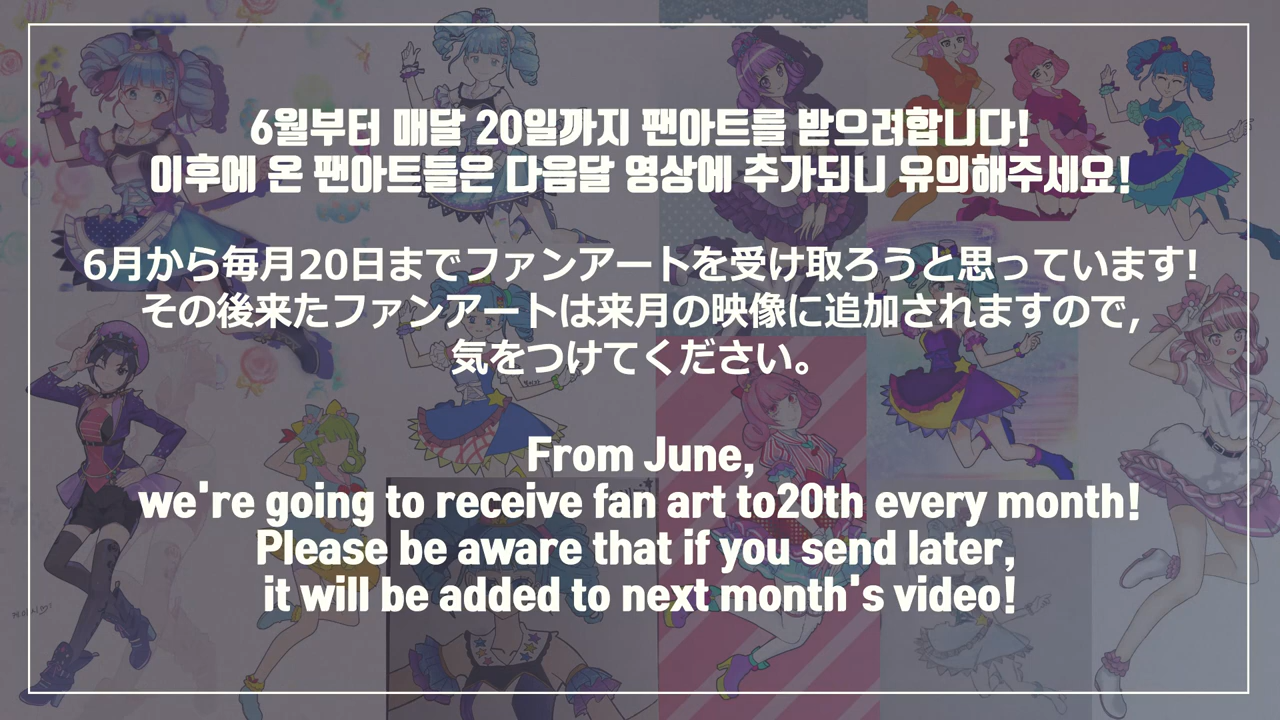 6월부터 매달 20일까지 팬아트를 받으려합니다!
이후에 온 팬아트들은 다음달 영상에 추가되니 유의해주세요!
6月から毎月20日までファンアートを受け取ろうと思っています!
その後来たファンアートは来月の映像に追加されますので,
気をつけてください。
From June,
we're going to receive fan art to20th every month!
Please be aware that if you send later,
it will be added to next month's video!